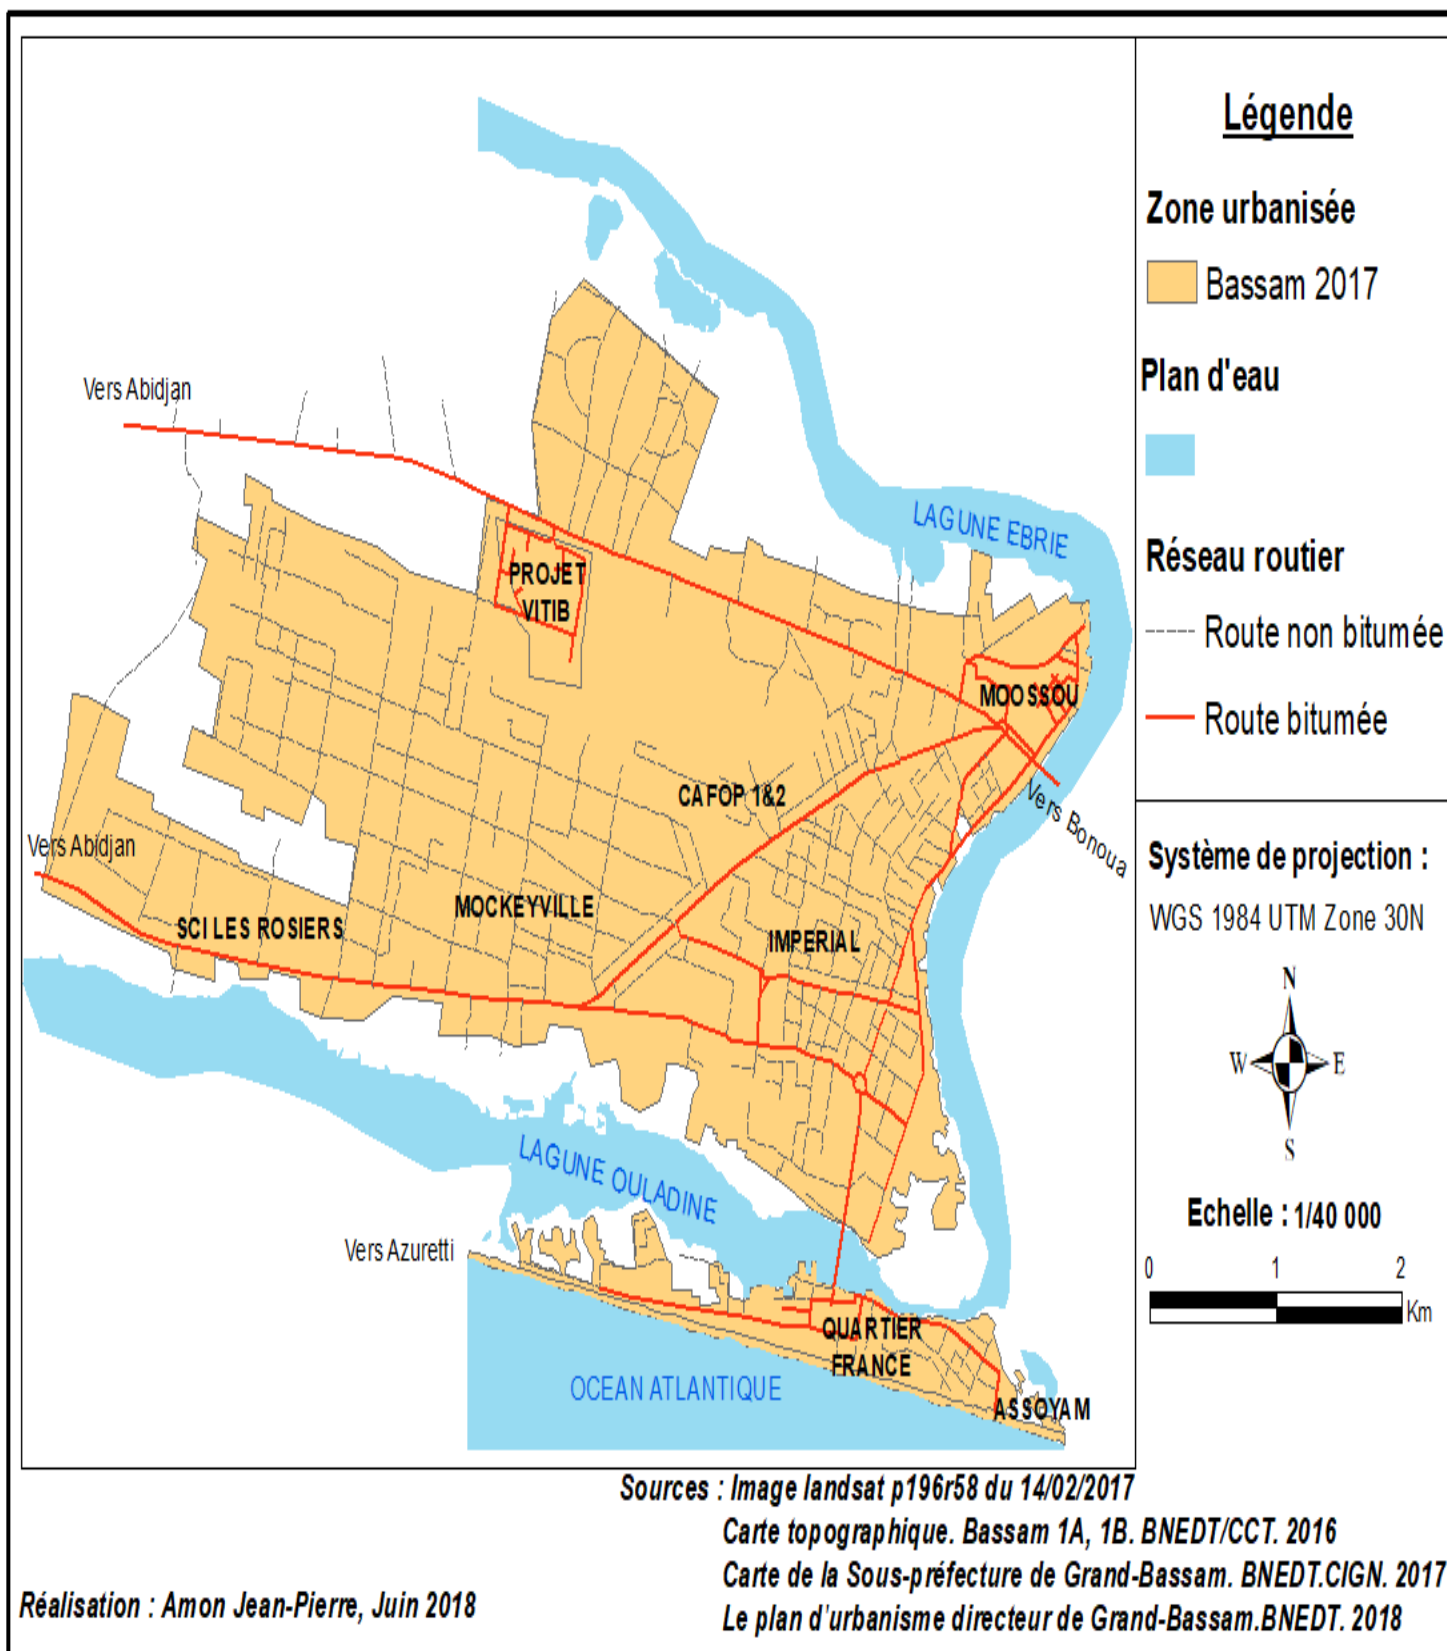 Légende
Zone urbanisée
Bassam 2017
Plan d'eau
Réseau routier
Route non bitumée
Route bitumée
Système de projection :
WGS 1984 UTM Zone 30N
N
W
E
S
Echelle : 1/40 000
0 1 2
Km
Vers Abidjan
LAGUNE EBRIE
PROJET
VITIB
MOOSSOU
CAFOP 1&2
Vers Bonoua
Vers Abidjan
MOCKEYVILLE
SCI LES ROSIERS
IMPERIAL
LAGUNE OULADINE
Vers Azuretti
QUARTIER
FRANCE
OCEAN ATLANTIQUE
ASSOYAM
Sources : Image landsat p196r58 du 14/02/2017
Carte topographique. Bassam 1A, 1B. BNEDT/CCT. 2016
Carte de la Sous-préfecture de Grand-Bassam. BNEDT.CIGN. 2017
Le plan d'urbanisme directeur de Grand-Bassam.BNEDT. 2018
Réalisation : Amon Jean-Pierre, Juin 2018